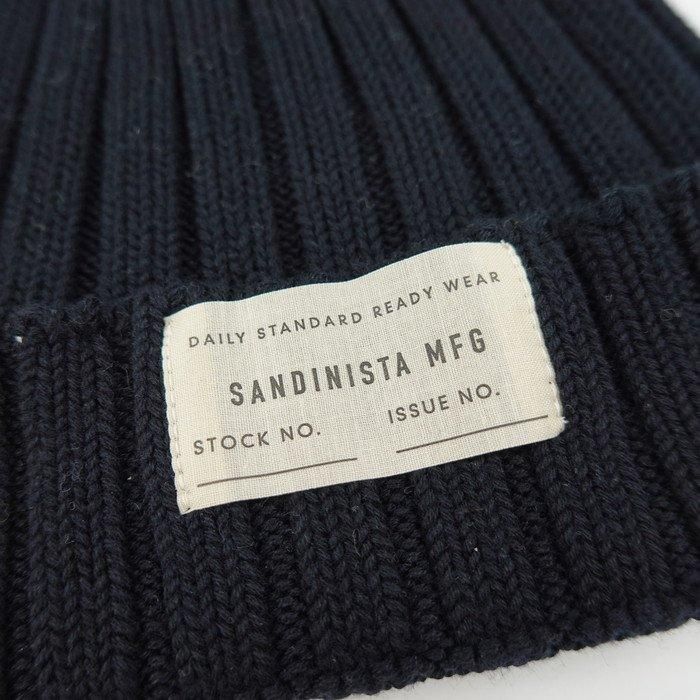 DAILY STANDARD READY WEAR
SANDINISTA MFG
STOCK NO. ISSUE NO.